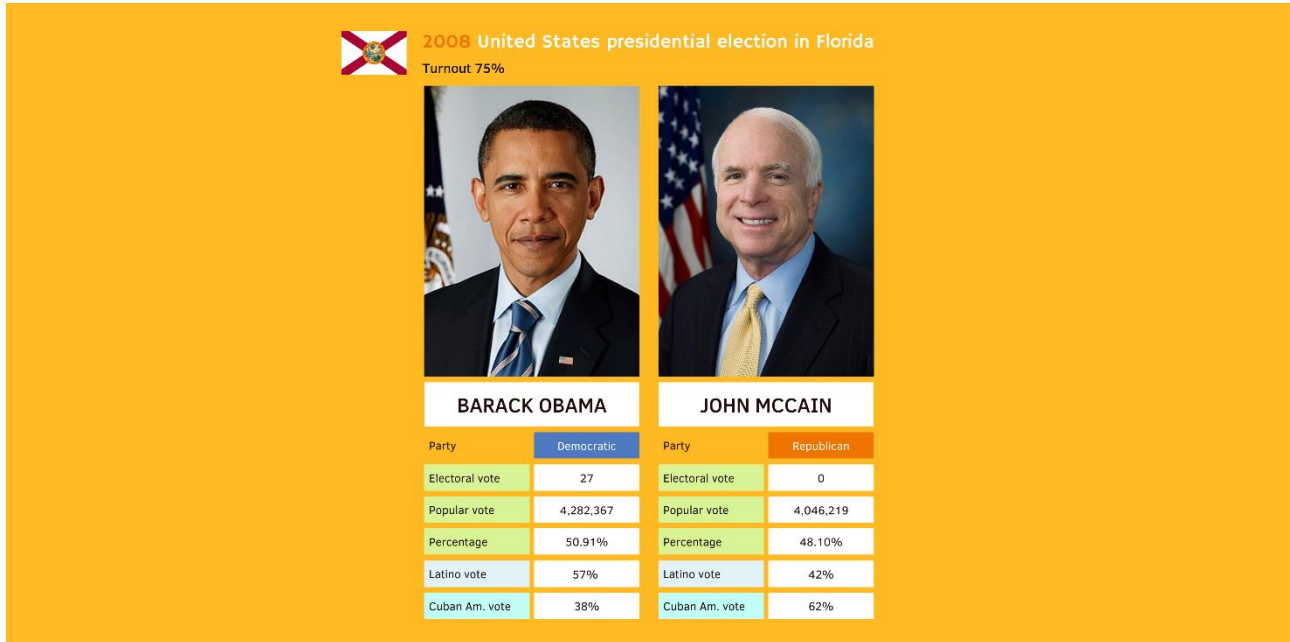 2008 United States presidential election in Florida
Turnout 75%
BARACK OBAMA
JOHN MCCAIN
Party Democratic Party Republican
Electoral vote 27 Electoral vote 0
Popular vote 4,282,367 Popular vote 4,046,219
Percentage 50.91% Percentage 48.10%
Latino vote 57% Latino vote 42%
Cuban Am. vote 38% Cuban Am. vote 62%